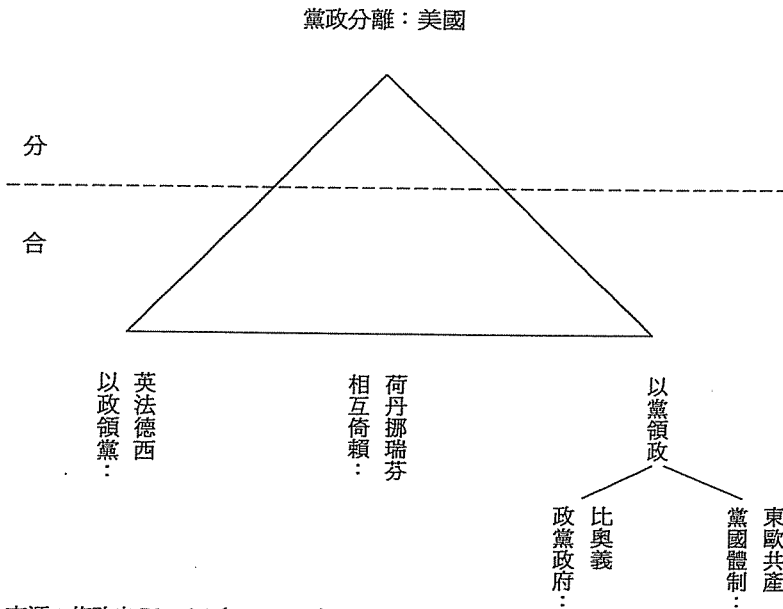 黨政分離：美國
分
合
以政領黨：
英法德西
相互倚賴：
荷丹挪瑞芬
以黨領政
政黨政府：
比奧義
黨國體制：
東歐共產